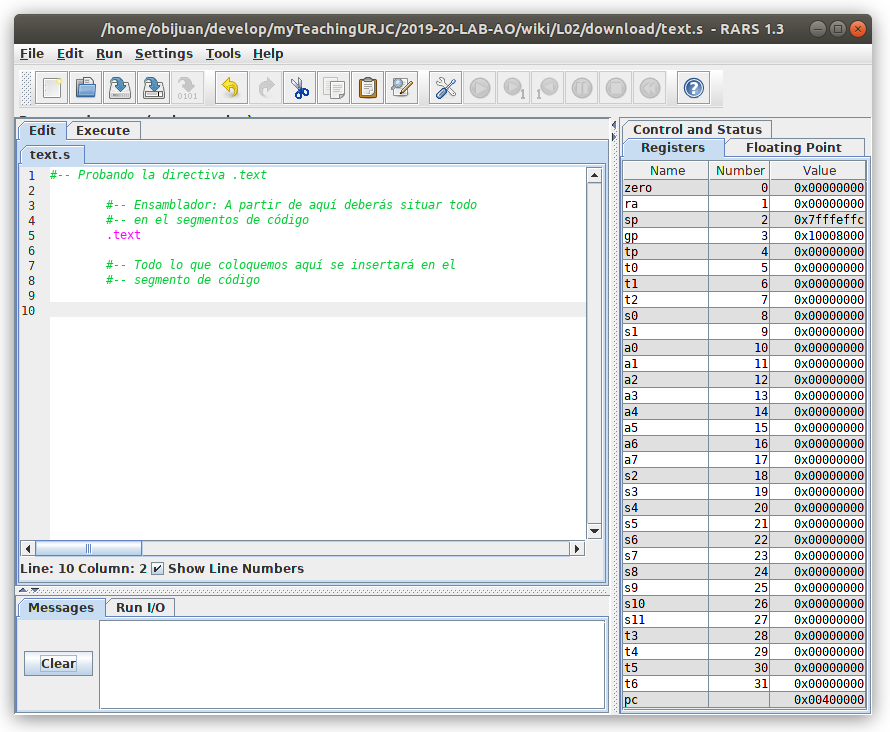 /home/obijuan/develop/myTeachingURJC/2019-20-LAB-AO/wiki/L02/download/text.s - RARS 1.3
File Edit Run Settings Tools Help
0101
1
1
Edit Execute
text.s
1 #-- Probando la directiva .text
2
3 #-- Ensamblador: A partir de aquí deberás situar todo
4 #-- en el segmentos de código
5 .text
6
7 #-- Todo lo que coloquemos aquí se insertará en el
8 #-- segmento de código
9
10
Line: 10 Column: 2 Show Line Numbers
Messages Run I/O
Clear
Control and Status
Registers Floating Point
Name Number Value
zero 0 0x00000000
ra 1 0x00000000
sp 2 0x7fffeffc
gp 3 0x10008000
tp 4 0x00000000
t0 5 0x00000000
t1 6 0x00000000
t2 7 0x00000000
s0 8 0x00000000
s1 9 0x00000000
a0 10 0x00000000
a1 11 0x00000000
a2 12 0x00000000
a3 13 0x00000000
a4 14 0x00000000
a5 15 0x00000000
a6 16 0x00000000
a7 17 0x00000000
s2 18 0x00000000
s3 19 0x00000000
s4 20 0x00000000
s5 21 0x00000000
s6 22 0x00000000
s7 23 0x00000000
s8 24 0x00000000
s9 25 0x00000000
s10 26 0x00000000
s11 27 0x00000000
t3 28 0x00000000
t4 29 0x00000000
t5 30 0x00000000
t6 31 0x00000000
pc 0x00400000